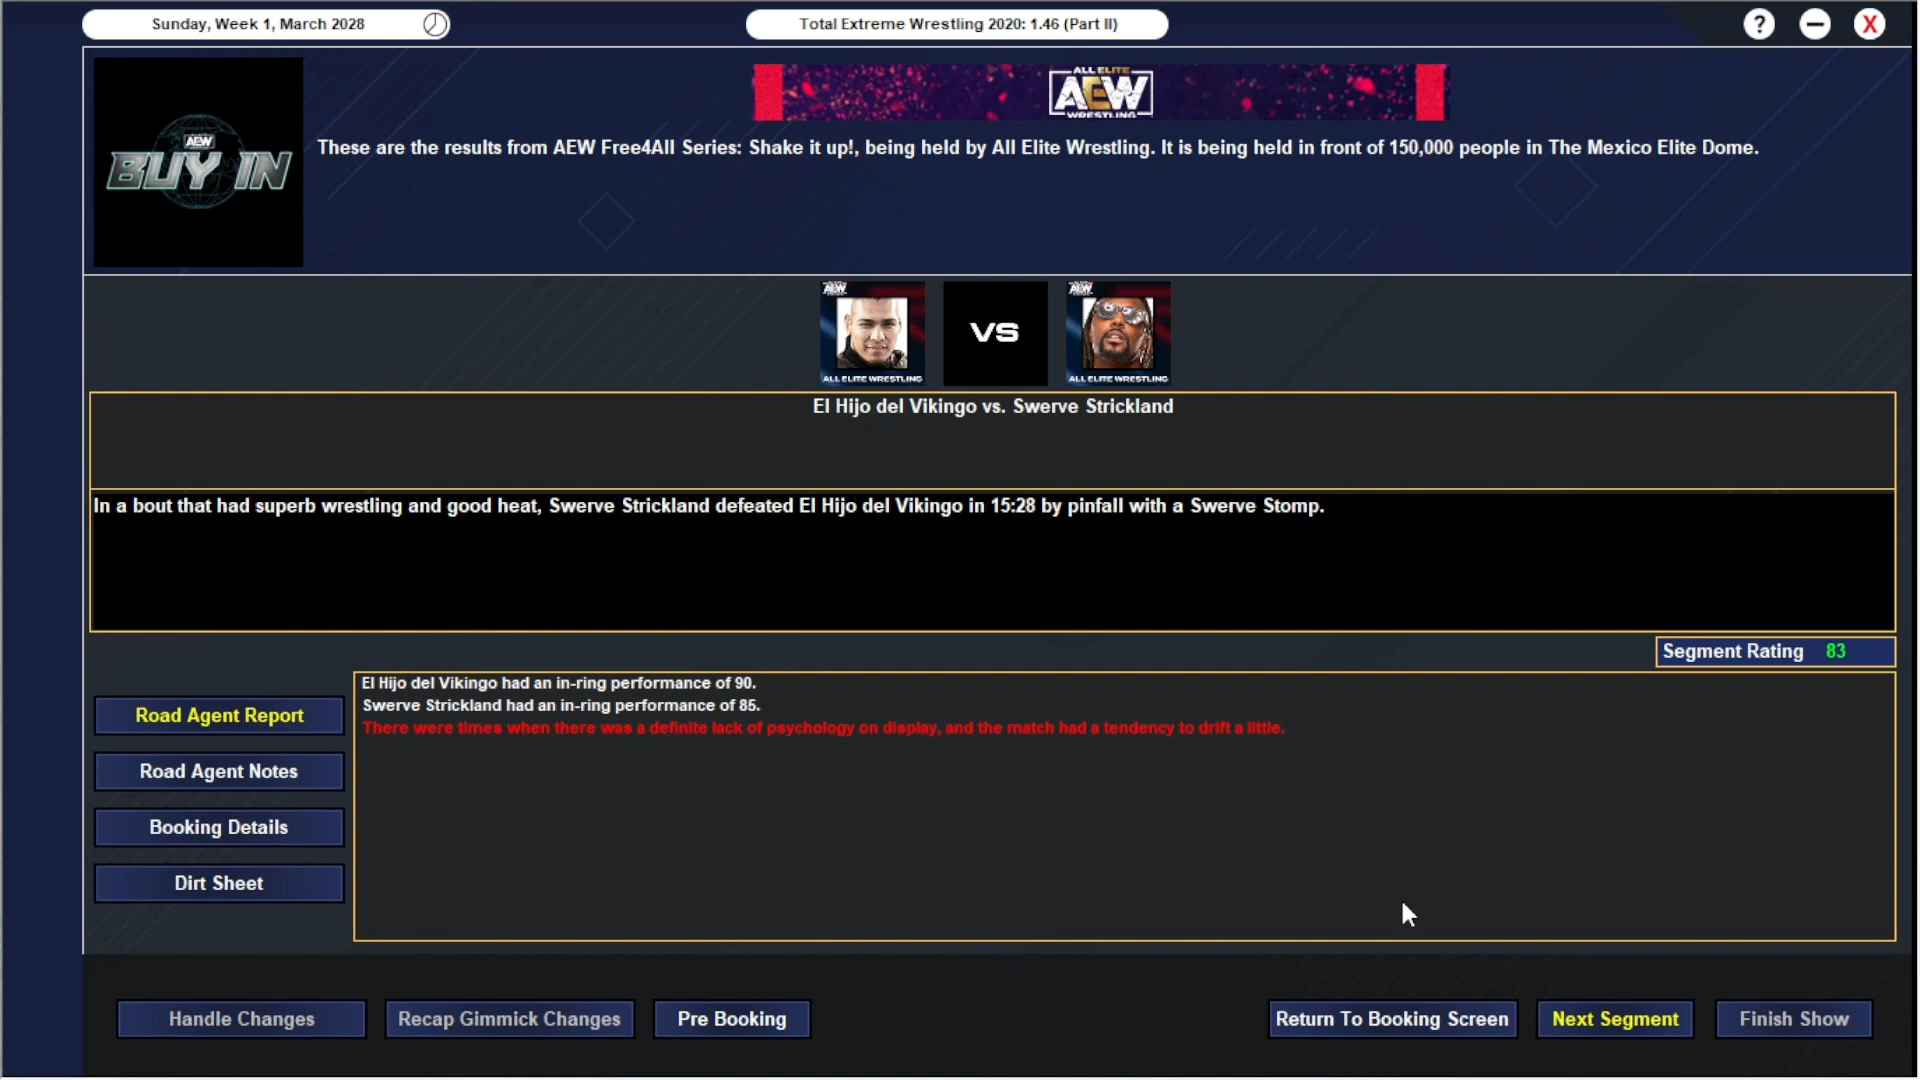 Sunday, Week 1, March 2028
Total Extreme Wrestling 2020: 1.46 (Part II)
?
X
ALL ELITE
AEW
WRESTLING
AEW
BUY IN
These are the results from AEW Free4All Series: Shake it up!, being held by All Elite Wrestling. It is being held in front of 150,000 people in The Mexico Elite Dome.
AEW
ALL ELITE WRESTLING
VS
AEW
ALL ELITE WRESTLING
El Hijo del Vikingo vs. Swerve Strickland
In a bout that had superb wrestling and good heat, Swerve Strickland defeated El Hijo del Vikingo in 15:28 by pinfall with a Swerve Stomp.
Segment Rating 83
Road Agent Report
Road Agent Notes
Booking Details
Dirt Sheet
El Hijo del Vikingo had an in-ring performance of 90.
Swerve Strickland had an in-ring performance of 85.
There were times when there was a definite lack of psychology on display, and the match had a tendency to drift a little.
Handle Changes
Recap Gimmick Changes
Pre Booking
Return To Booking Screen
Next Segment
Finish Show